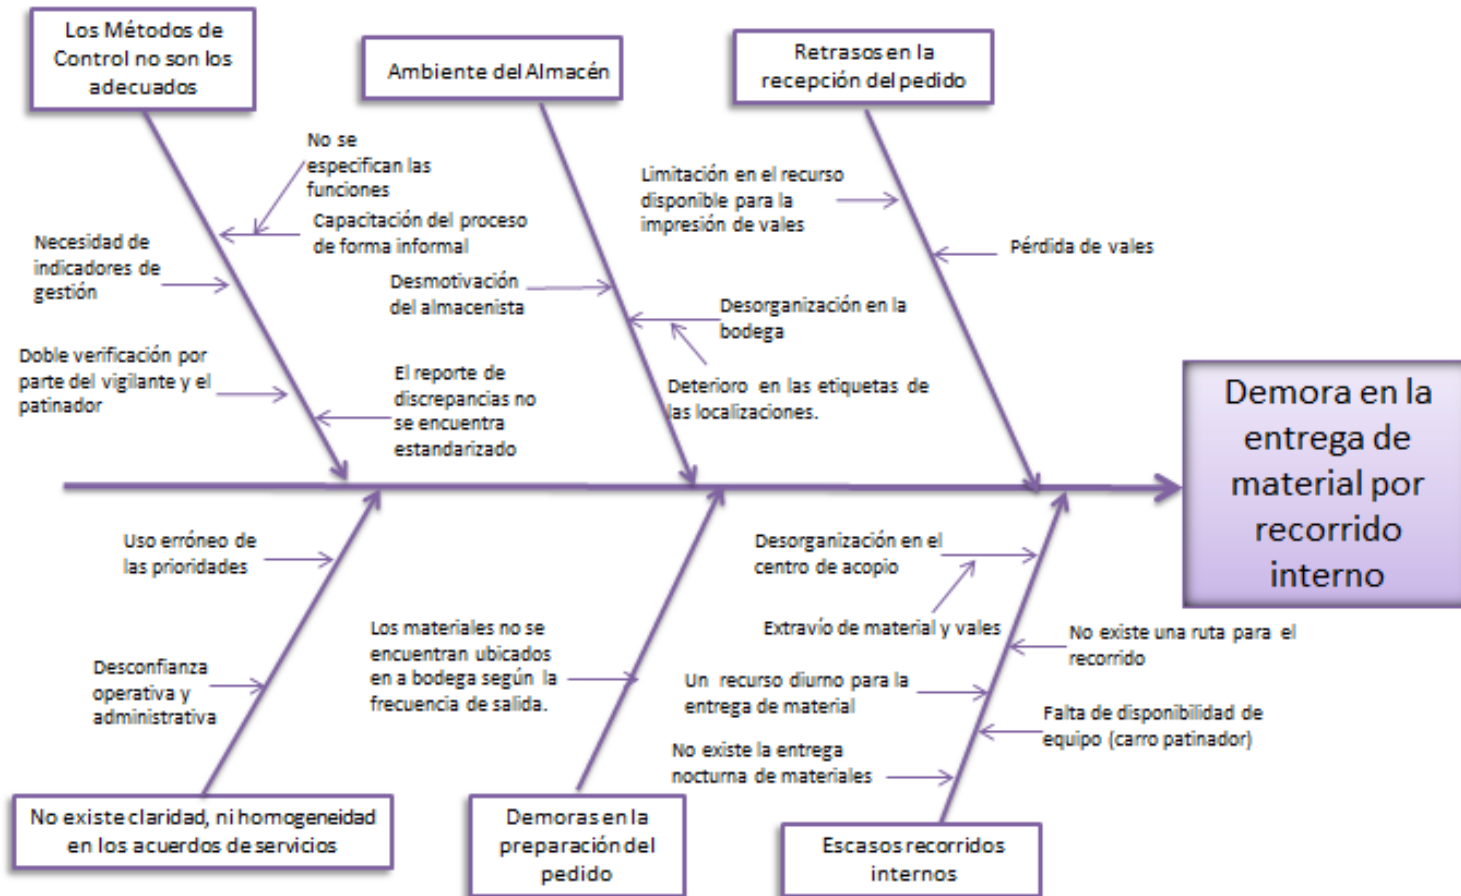 Los Métodos de
Control no son los
adecuados
Ambiente del Almacén
Retrasos en la
recepción del pedido
No se
especifican las
funciones
Capacitación del proceso
de forma informal
Necesidad de
indicadores de
gestión
Doble verificación por
parte del vigilante y el
patinador
El reporte de
discrepancias no
se encuentra
estandarizado
Desmotivación
del almacenista
Desorganización en la
bodega
Deterioro en las etiquetas de
las localizaciones.
Limitación en el recurso
disponible para la
impresión de vales
Pérdida de vales
Demora en la
entrega de
material por
recorrido
interno
Uso erróneo de
las prioridades
Desconfianza
operativa y
administrativa
Los materiales no se
encuentran ubicados
en a bodega según la
frecuencia de salida.
Desorganización en el
centro de acopio
Extravío de material y vales
No existe una ruta para el
recorrido
Un recurso diurno para la
entrega de material
Falta de disponibilidad de
equipo (carro patinador)
No existe la entrega
nocturna de materiales
No existe claridad, ni homogeneidad
en los acuerdos de servicios
Demoras en la
preparación del
pedido
Escasos recorridos
internos